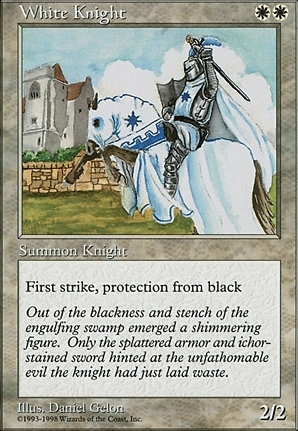 White Knight
Summon Knight
First strike, protection from black
Out of the blackness and stench of the
engulfing swamp emerged a shimmering
figure. Only the splattered armor and ichor-
stained sword hinted at the unfathomable
evil the knight had just laid waste.
Illus. Daniel Gelon
©1993-1998 Wizards of the Coast, Inc.
2/2